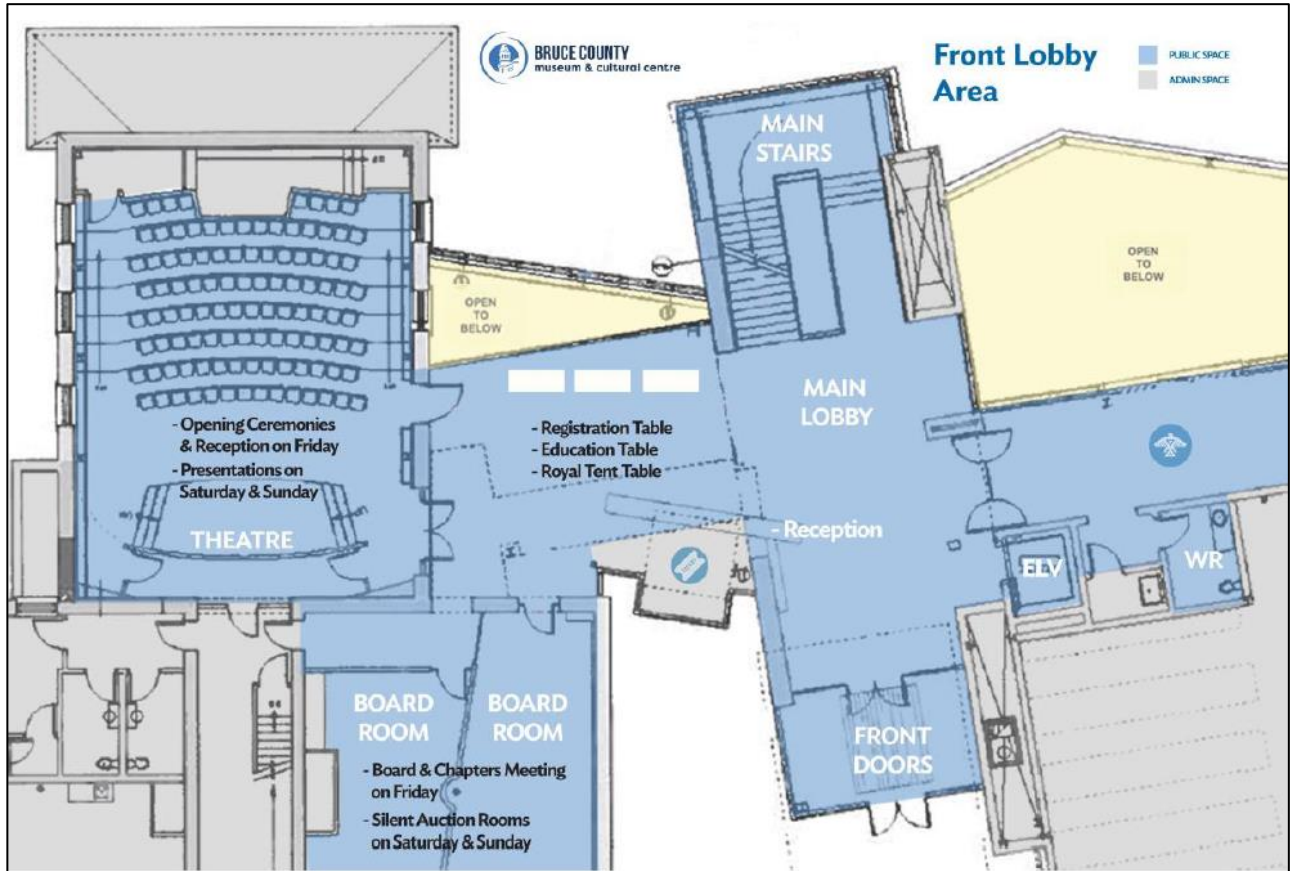 BRUCE COUNTY
museum & cultural centre
Front Lobby
Area
PUBLIC SPACE
ADMIN SPACE
MAIN
STAIRS
OPEN
TO
BELOW
OPEN
TO
BELOW
MAIN
LOBBY
- Opening Ceremonies
& Reception on Friday
- Presentations on
Saturday & Sunday
THEATRE
- Registration Table
- Education Table
- Royal Tent Table
- Reception
ELV
WR
BOARD
ROOM
BOARD
ROOM
- Board & Chapters Meeting
on Friday
- Silent Auction Rooms
on Saturday & Sunday
FRONT
DOORS